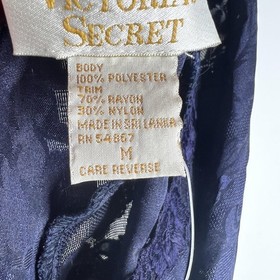 VICTORIA'S
SECRET
BODY
100% POLYESTER
TRIM
70% RAYON
30% NYLON
MADE IN SRI LANKA
RN 54867
M
CARE REVERSE